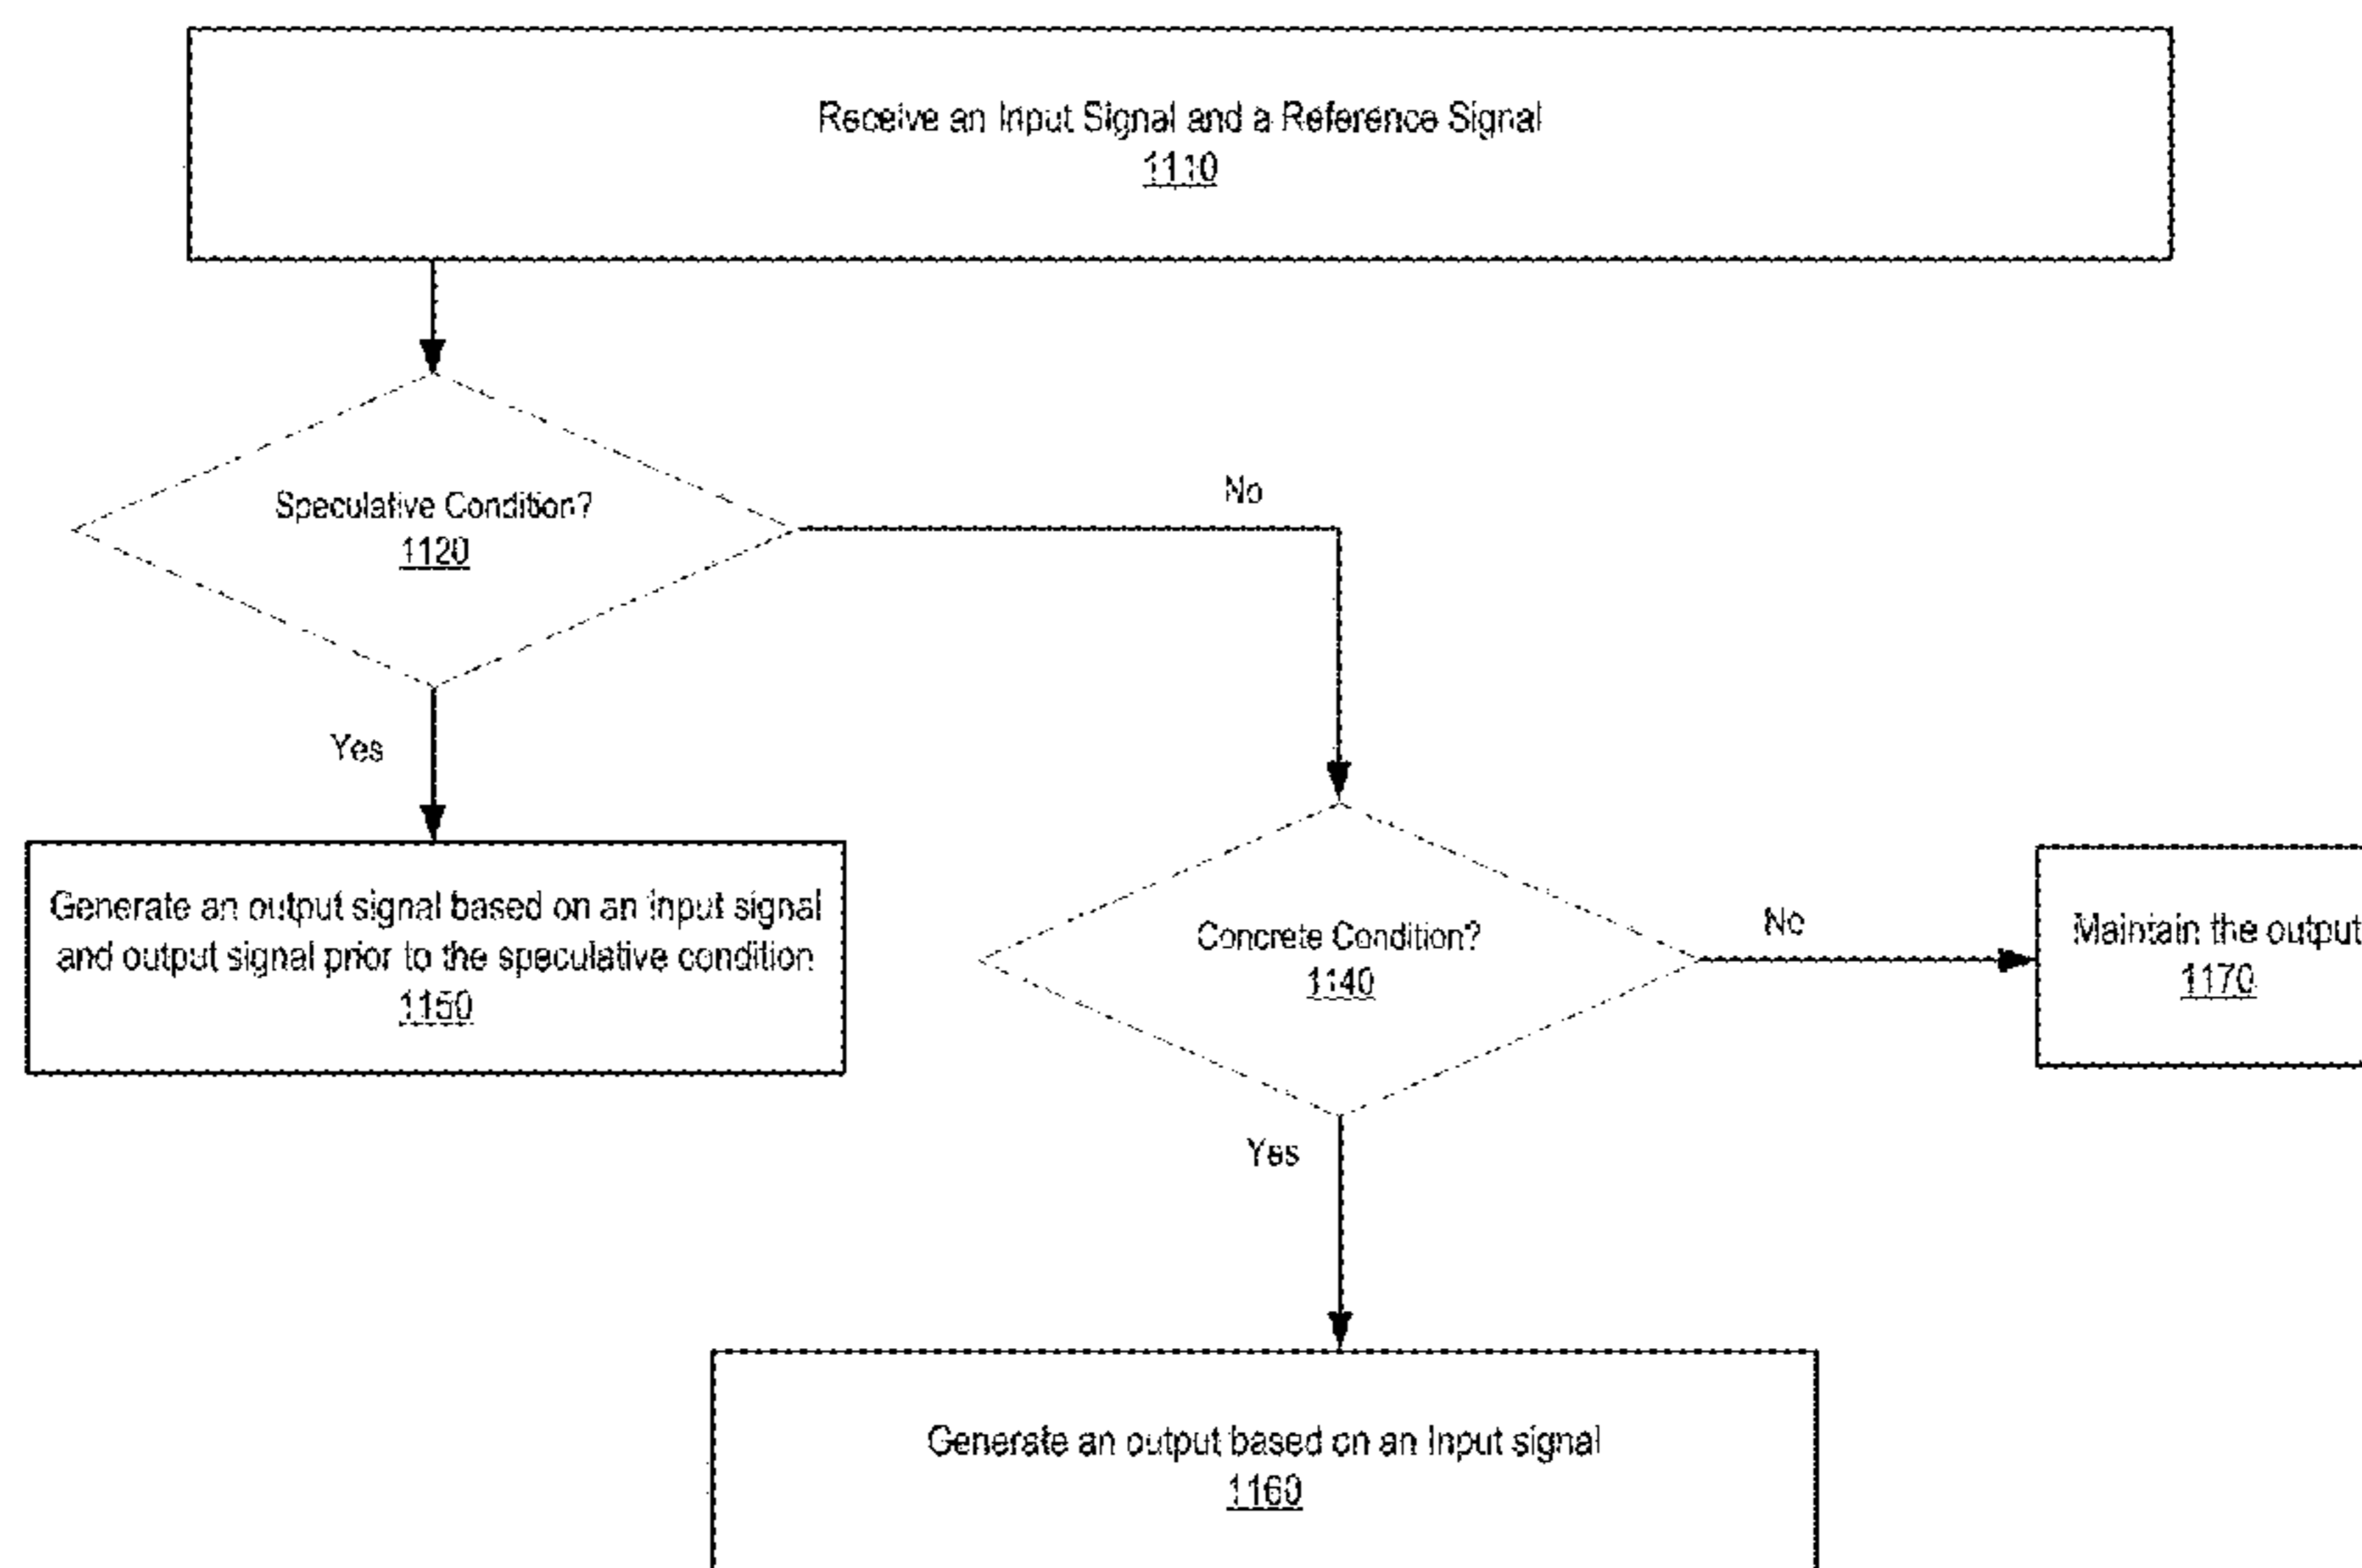 Receive an Input Signal and a Reference Signal
1110
Speculative Condition?
1120
No
Yes
Generate an output signal based on an input signal
and output signal prior to the speculative condition
1150
Concrete Condition?
1140
No
Maintain the output
1170
Yes
Generate an output based on an Input signal
1160